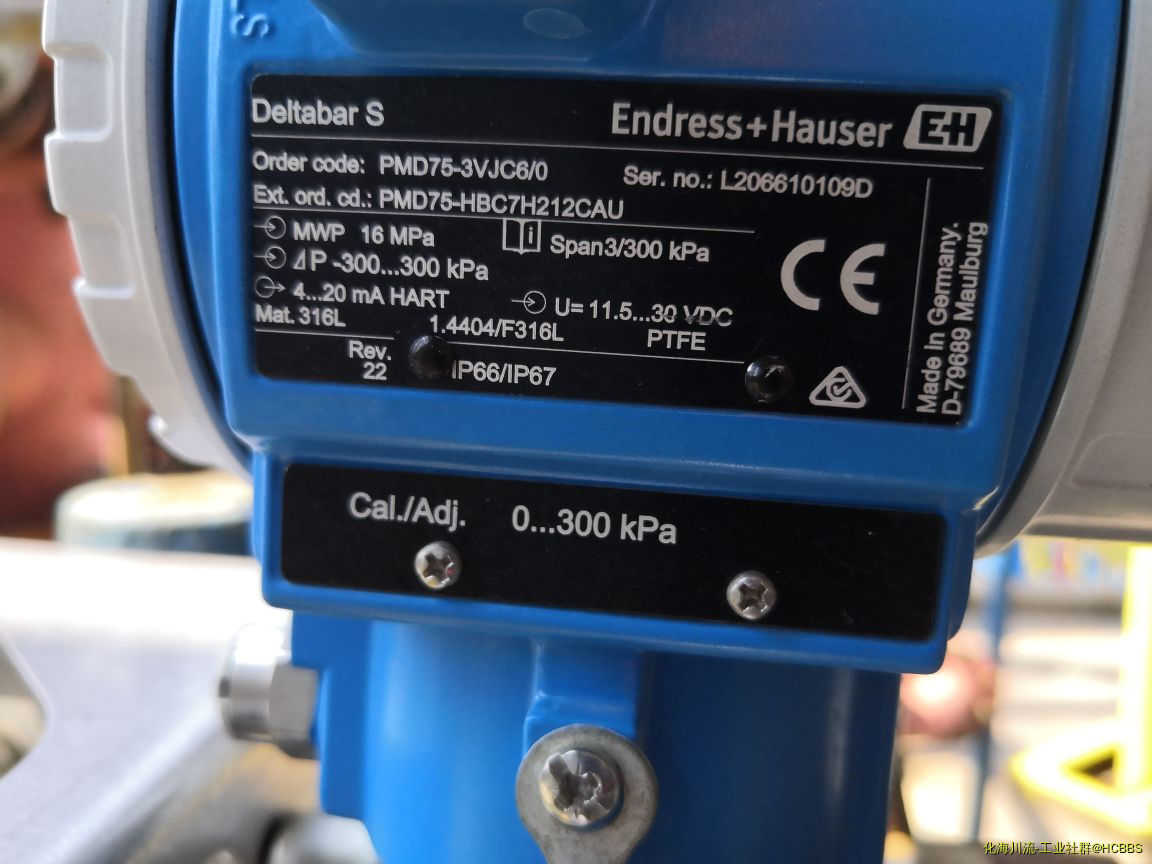 Deltabar S
Endress+Hauser EH
Order code: PMD75-3VJC6/0
Ser. no.: L206610109D
Ext. ord. cd.: PMD75-HBC7H212CAU
MWP 16 MPa
Span3/300 kPa
ΔP -300...300 kPa
4...20 mA HART
U= 11.5...30 VDC
Mat. 316L
1.4404/F316L
PTFE
Rev.
22
IP66/IP67
CE
Made in Germany.
D-79689 Maulburg
Cal./Adj. 0...300 kPa
化海川流-工业社群@HCBBS